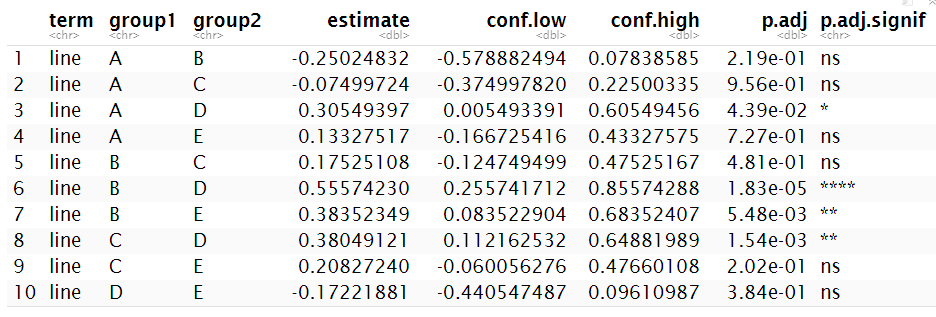 term group1 group2 estimate conf.low conf.high p.adj p.adj.signif
<chr> <chr> <chr> <dbl> <dbl> <dbl> <dbl> <chr>
1 line A B -0.25024832 -0.578882494 0.07838585 2.19e-01 ns
2 line A C -0.07499724 -0.374997820 0.22500335 9.56e-01 ns
3 line A D 0.30549397 0.005493391 0.60549456 4.39e-02 *
4 line A E 0.13327517 -0.166725416 0.43327575 7.27e-01 ns
5 line B C 0.17525108 -0.124749499 0.47525167 4.81e-01 ns
6 line B D 0.55574230 0.255741712 0.85574288 1.83e-05 ****
7 line B E 0.38352349 0.083522904 0.68352407 5.48e-03 **
8 line C D 0.38049121 0.112162532 0.64881989 1.54e-03 **
9 line C E 0.20827240 -0.060056276 0.47660108 2.02e-01 ns
10 line D E -0.17221881 -0.440547487 0.09610987 3.84e-01 ns